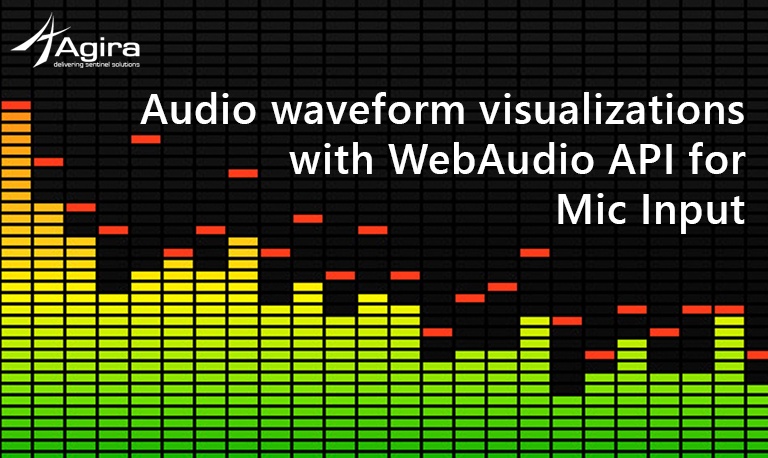 Agira
delivering sentinel solutions
Audio waveform visualizations
with WebAudio API for
Mic Input